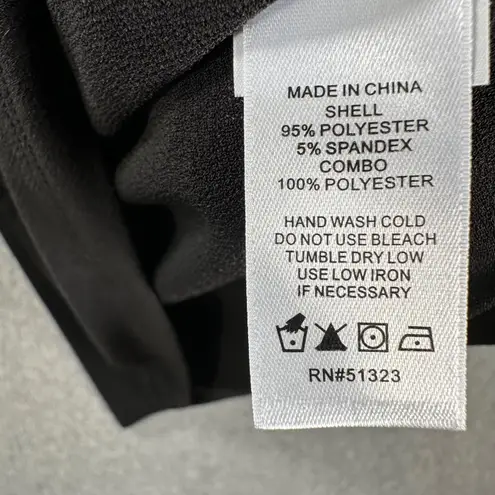 MADE IN CHINA
SHELL
95% POLYESTER
5% SPANDEX
COMBO
100% POLYESTER
HAND WASH COLD
DO NOT USE BLEACH
TUMBLE DRY LOW
USE LOW IRON
IF NECESSARY
RN#51323